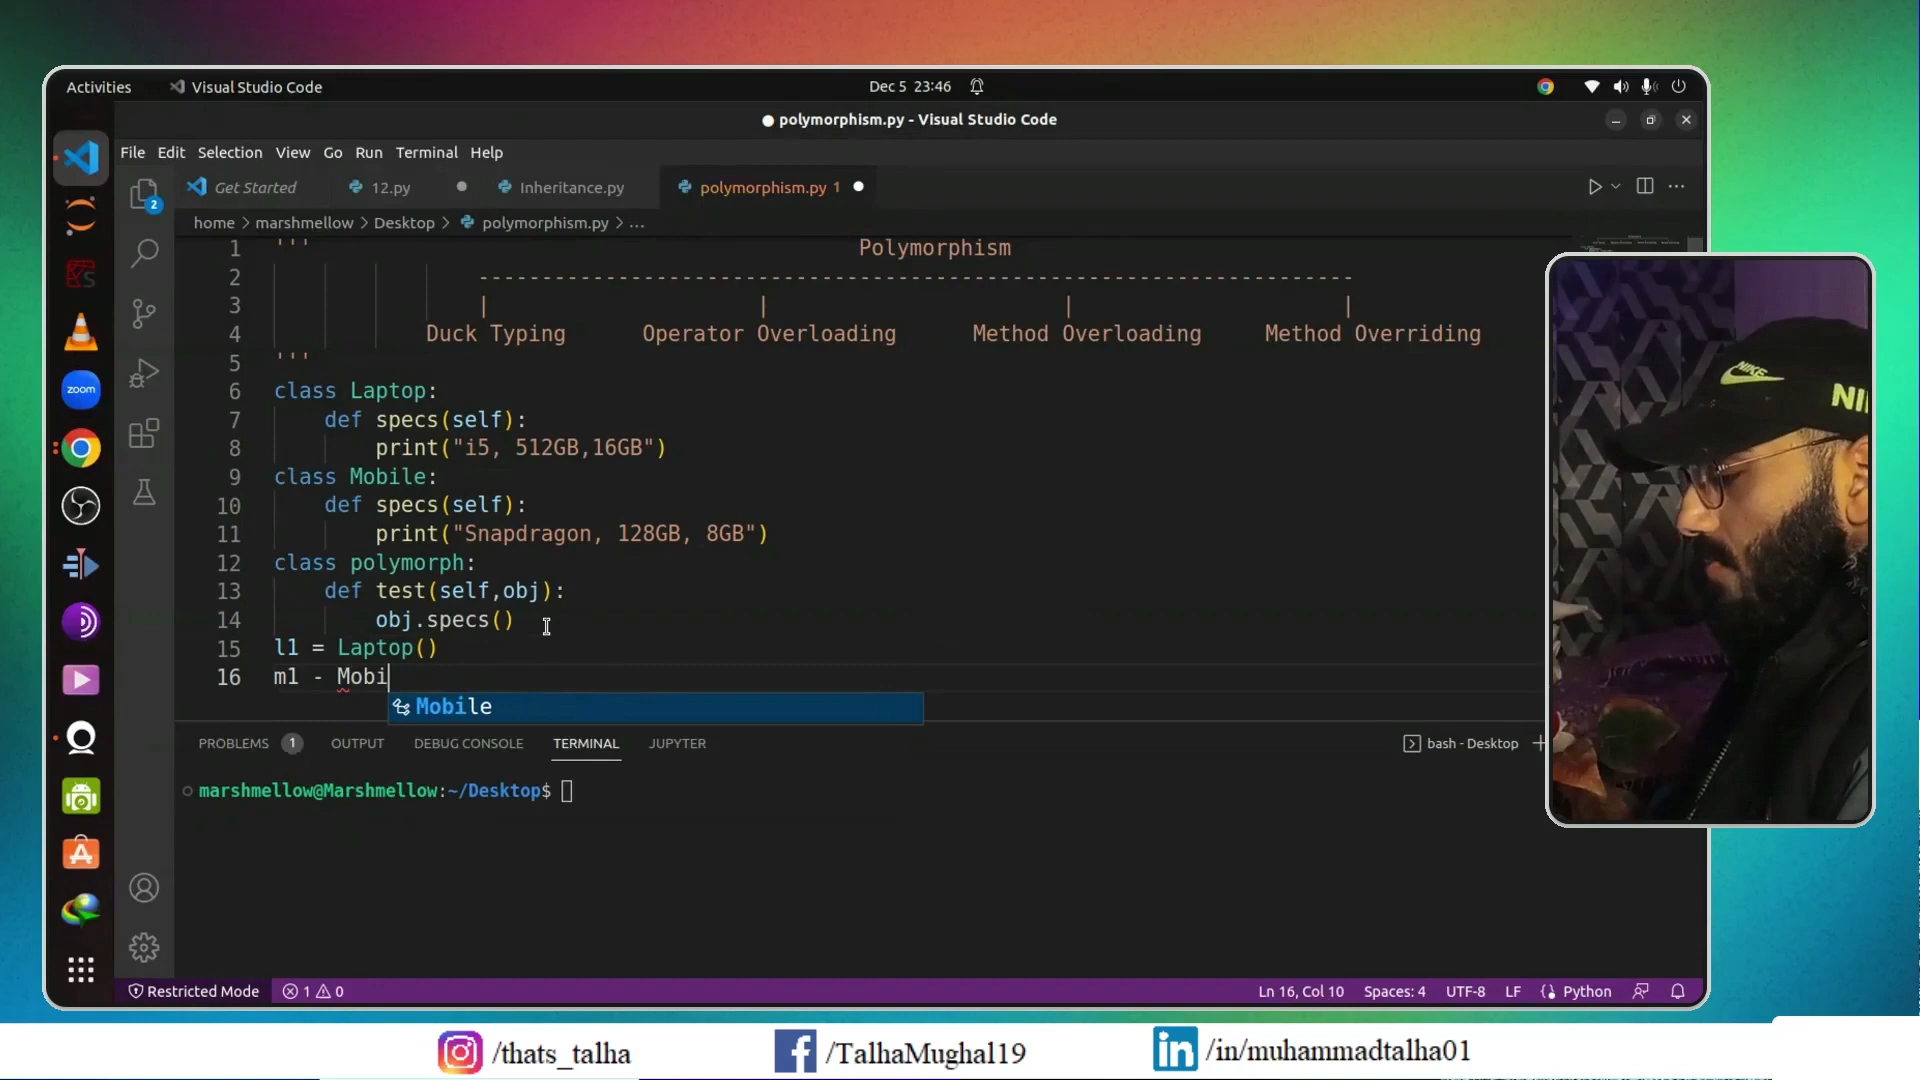 Activities
Visual Studio Code
Dec 5 23:46
polymorphism.py - Visual Studio Code
File Edit Selection View Go Run Terminal Help
Get Started
12.py
Inheritance.py
polymorphism.py 1
home > marshmellow > Desktop > polymorphism.py > ...
1 ''' Polymorphism
2 ---------------------------------------------------------------------
3 | | | |
4 Duck Typing Operator Overloading Method Overloading Method Overriding
5 '''
6 class Laptop:
7 def specs(self):
8 print("i5, 512GB,16GB")
9 class Mobile:
10 def specs(self):
11 print("Snapdragon, 128GB, 8GB")
12 class polymorph:
13 def test(self,obj):
14 obj.specs()
15 l1 = Laptop()
16 m1 - Mobi
Mobile
PROBLEMS 1 OUTPUT DEBUG CONSOLE TERMINAL JUPYTER
bash - Desktop
marshmellow@Marshmellow:~/Desktop$
2
zoom
NIKE
NI
Restricted Mode
1 0
Ln 16, Col 10 Spaces: 4 UTF-8 LF Python
/thats_talha
/TalhaMughal19
in /in/muhammadtalha01